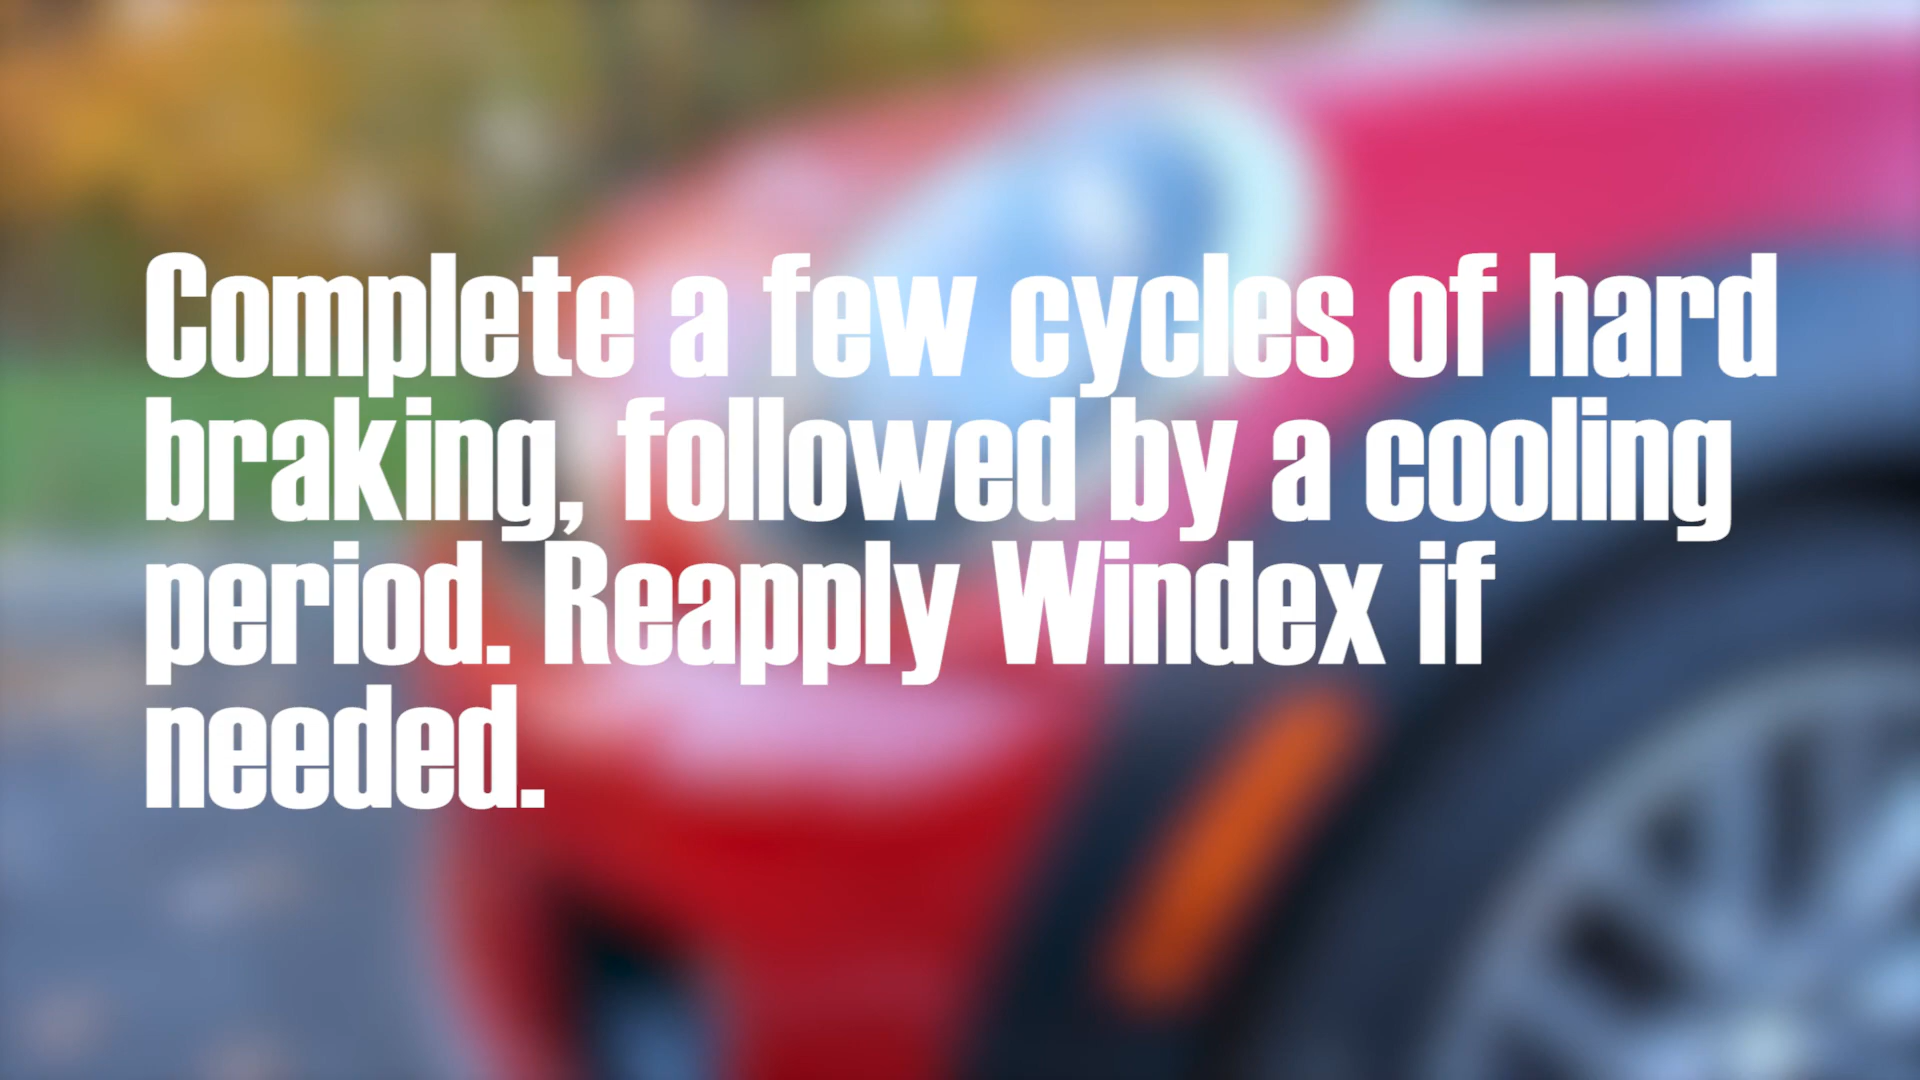 Complete a few cycles of hard
braking, followed by a cooling
period. Reapply Windex if
needed.